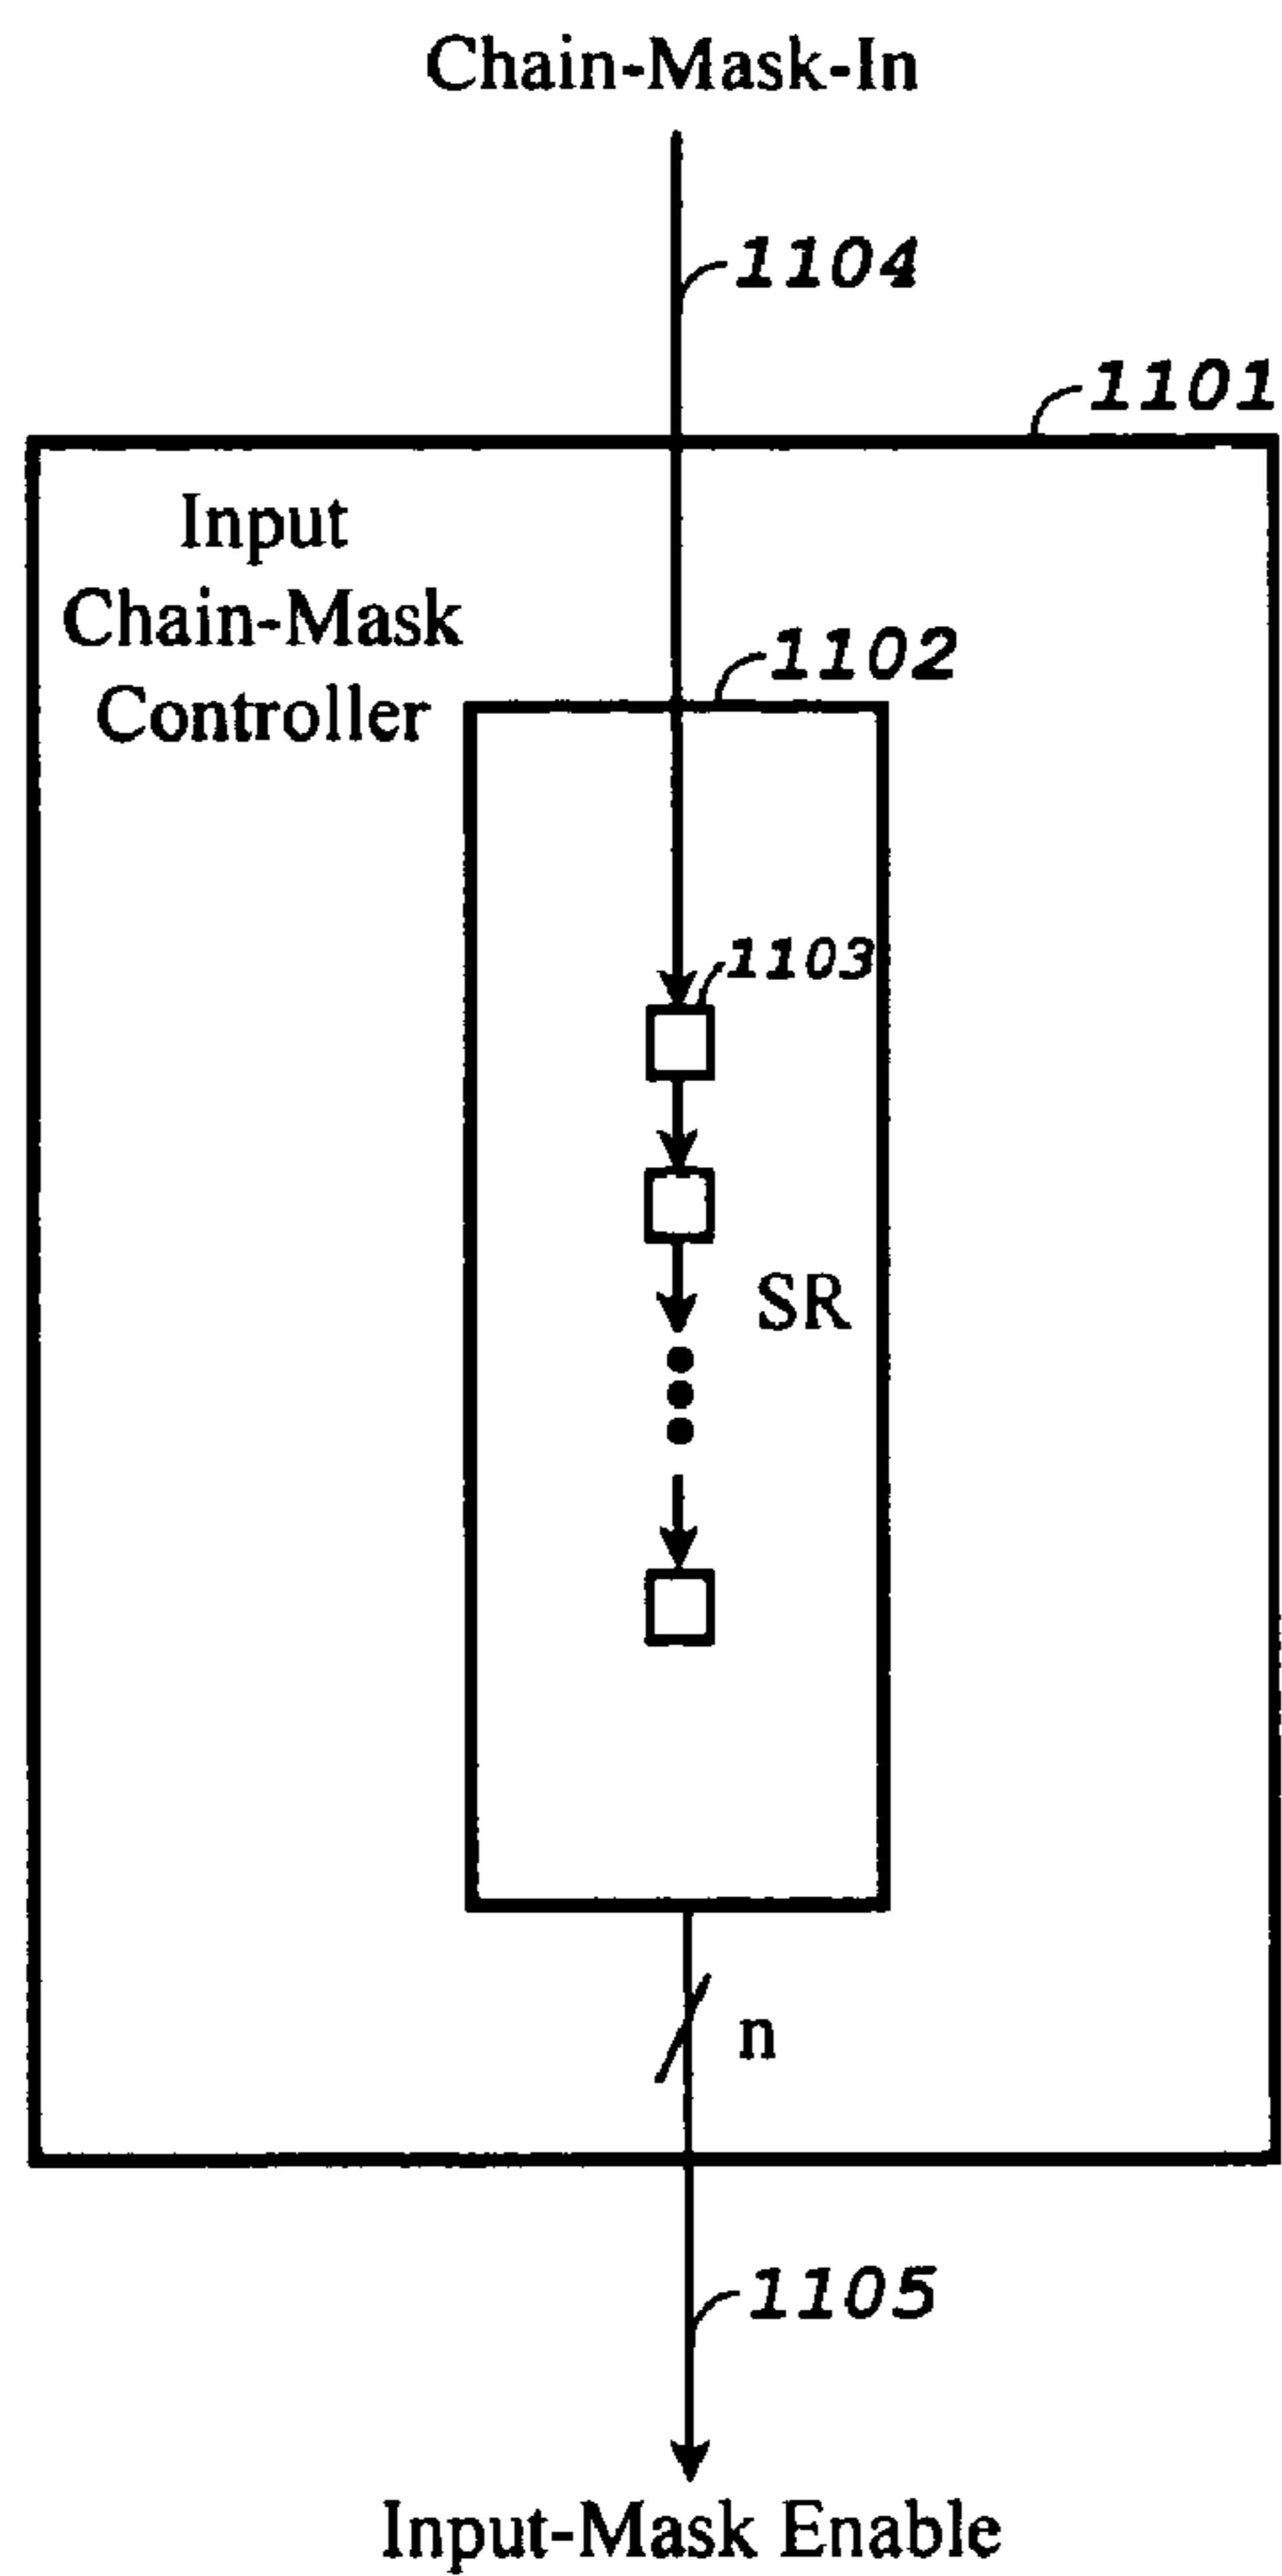 Chain-Mask-In
1104
1101
Input
Chain-Mask
Controller
1102
1103
SR
n
1105
Input-Mask Enable